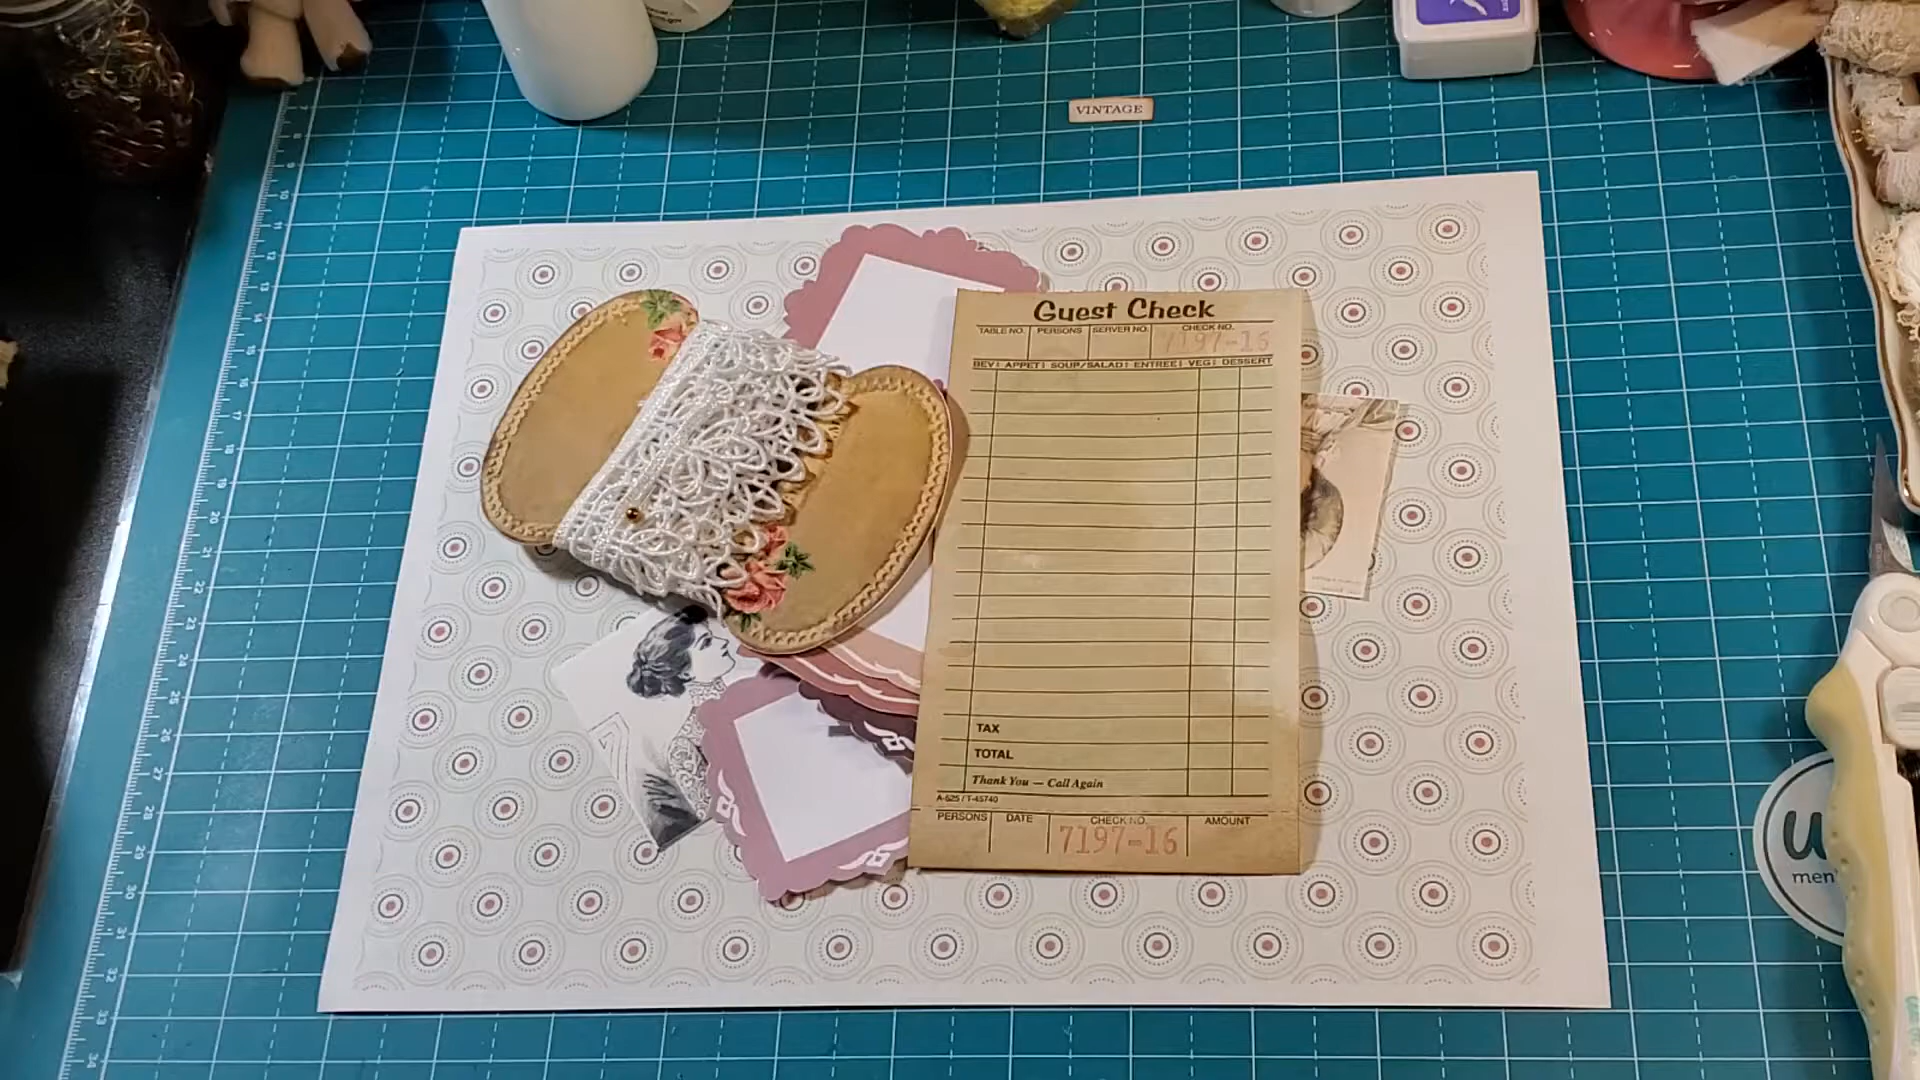 VINTAGE
Guest Check
TABLE NO. PERSONS SERVER NO. CHECK NO.
7197-16
BEV APPET SOUP/SALAD ENTREE VEG DESSERT
TAX
TOTAL
Thank You — Call Again
A-525 / T-45740
PERSONS DATE CHECK NO. AMOUNT
7197-16
men